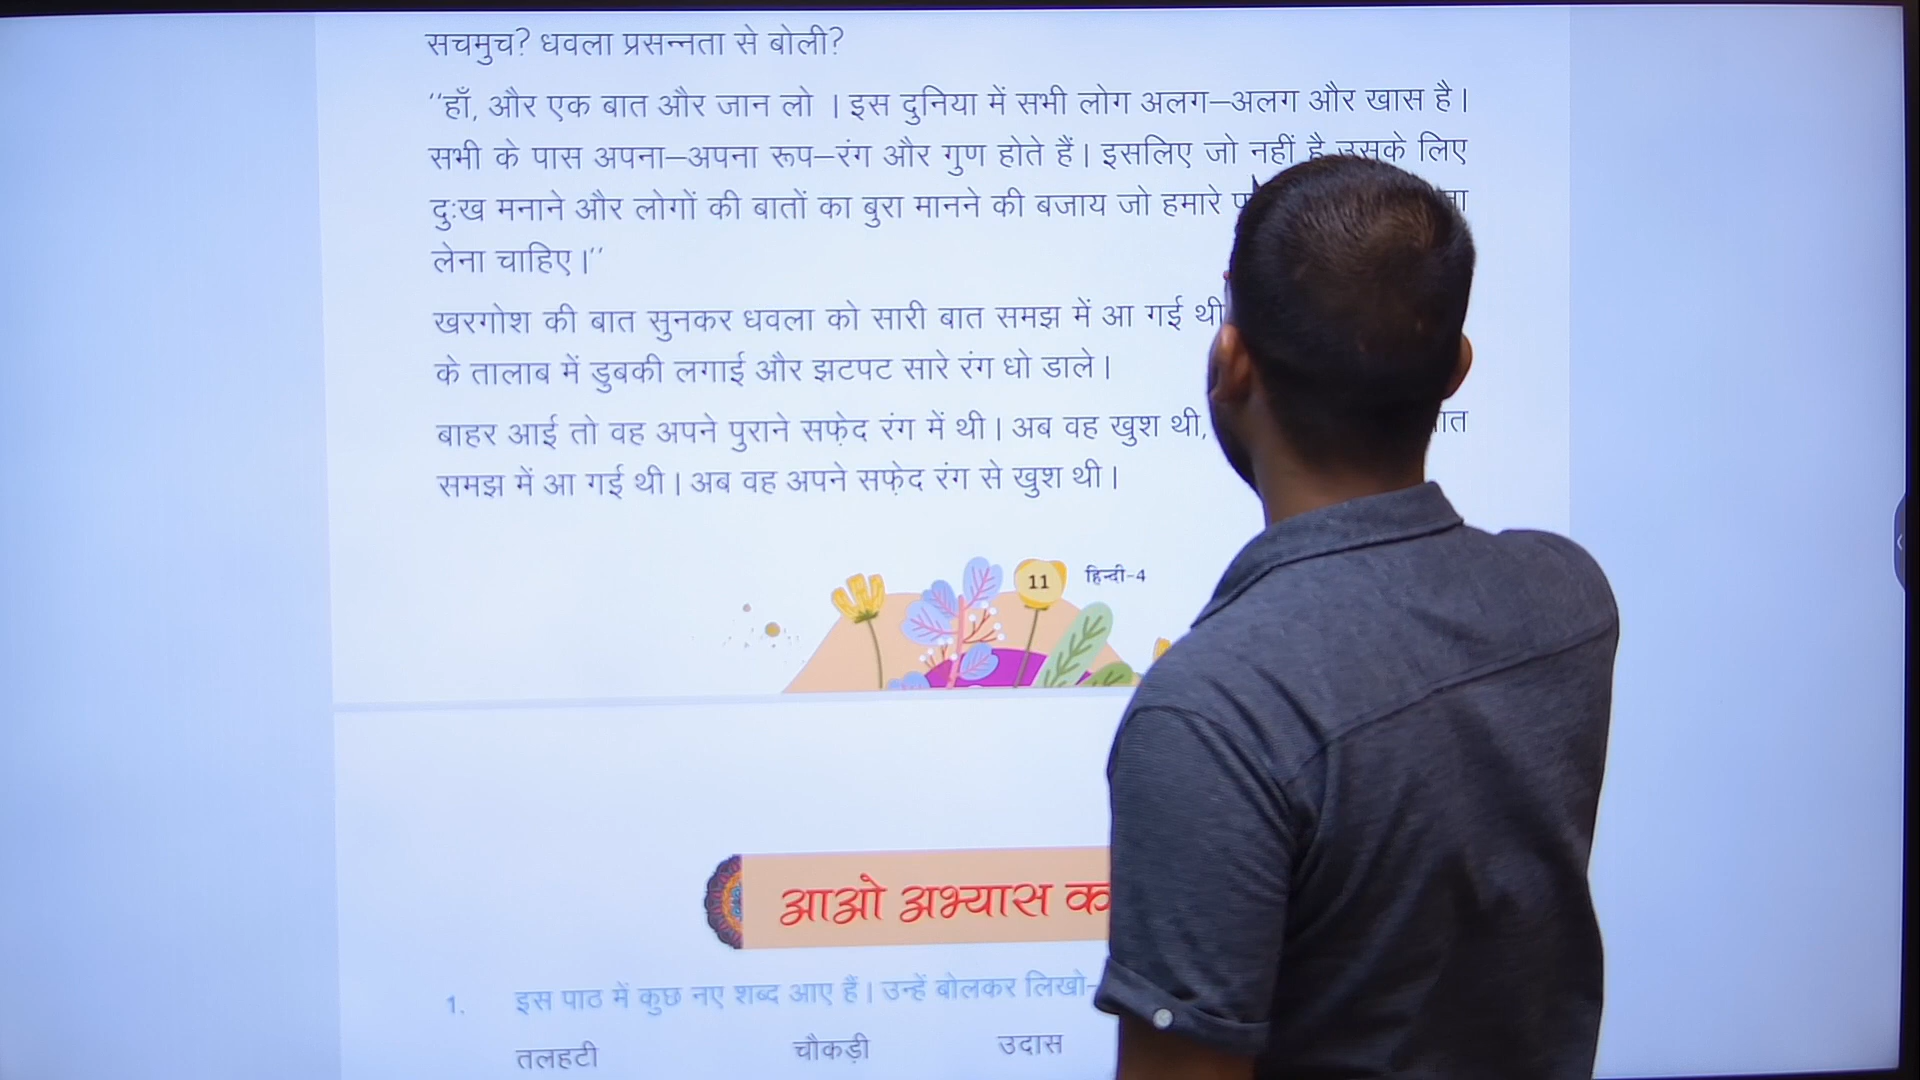 सचमुच? धवला प्रसन्नता से बोली?
‘‘हाँ, और एक बात और जान लो । इस दुनिया में सभी लोग अलग–अलग और खास है।
सभी के पास अपना–अपना रूप–रंग और गुण होते हैं। इसलिए जो नहीं है उसके लिए
दुःख मनाने और लोगों की बातों का बुरा मानने की बजाय जो हमारे
लेना चाहिए।’’
खरगोश की बात सुनकर धवला को सारी बात समझ में आ गई थी
के तालाब में डुबकी लगाई और झटपट सारे रंग धो डाले।
बाहर आई तो वह अपने पुराने सफ़ेद रंग में थी। अब वह खुश थी,
समझ में आ गई थी। अब वह अपने सफ़ेद रंग से खुश थी।
11 हिन्दी-4
आओ अभ्यास
1. इस पाठ में कुछ नए शब्द आए हैं। उन्हें बोलकर लिखो-
तलहटी चौकड़ी उदास